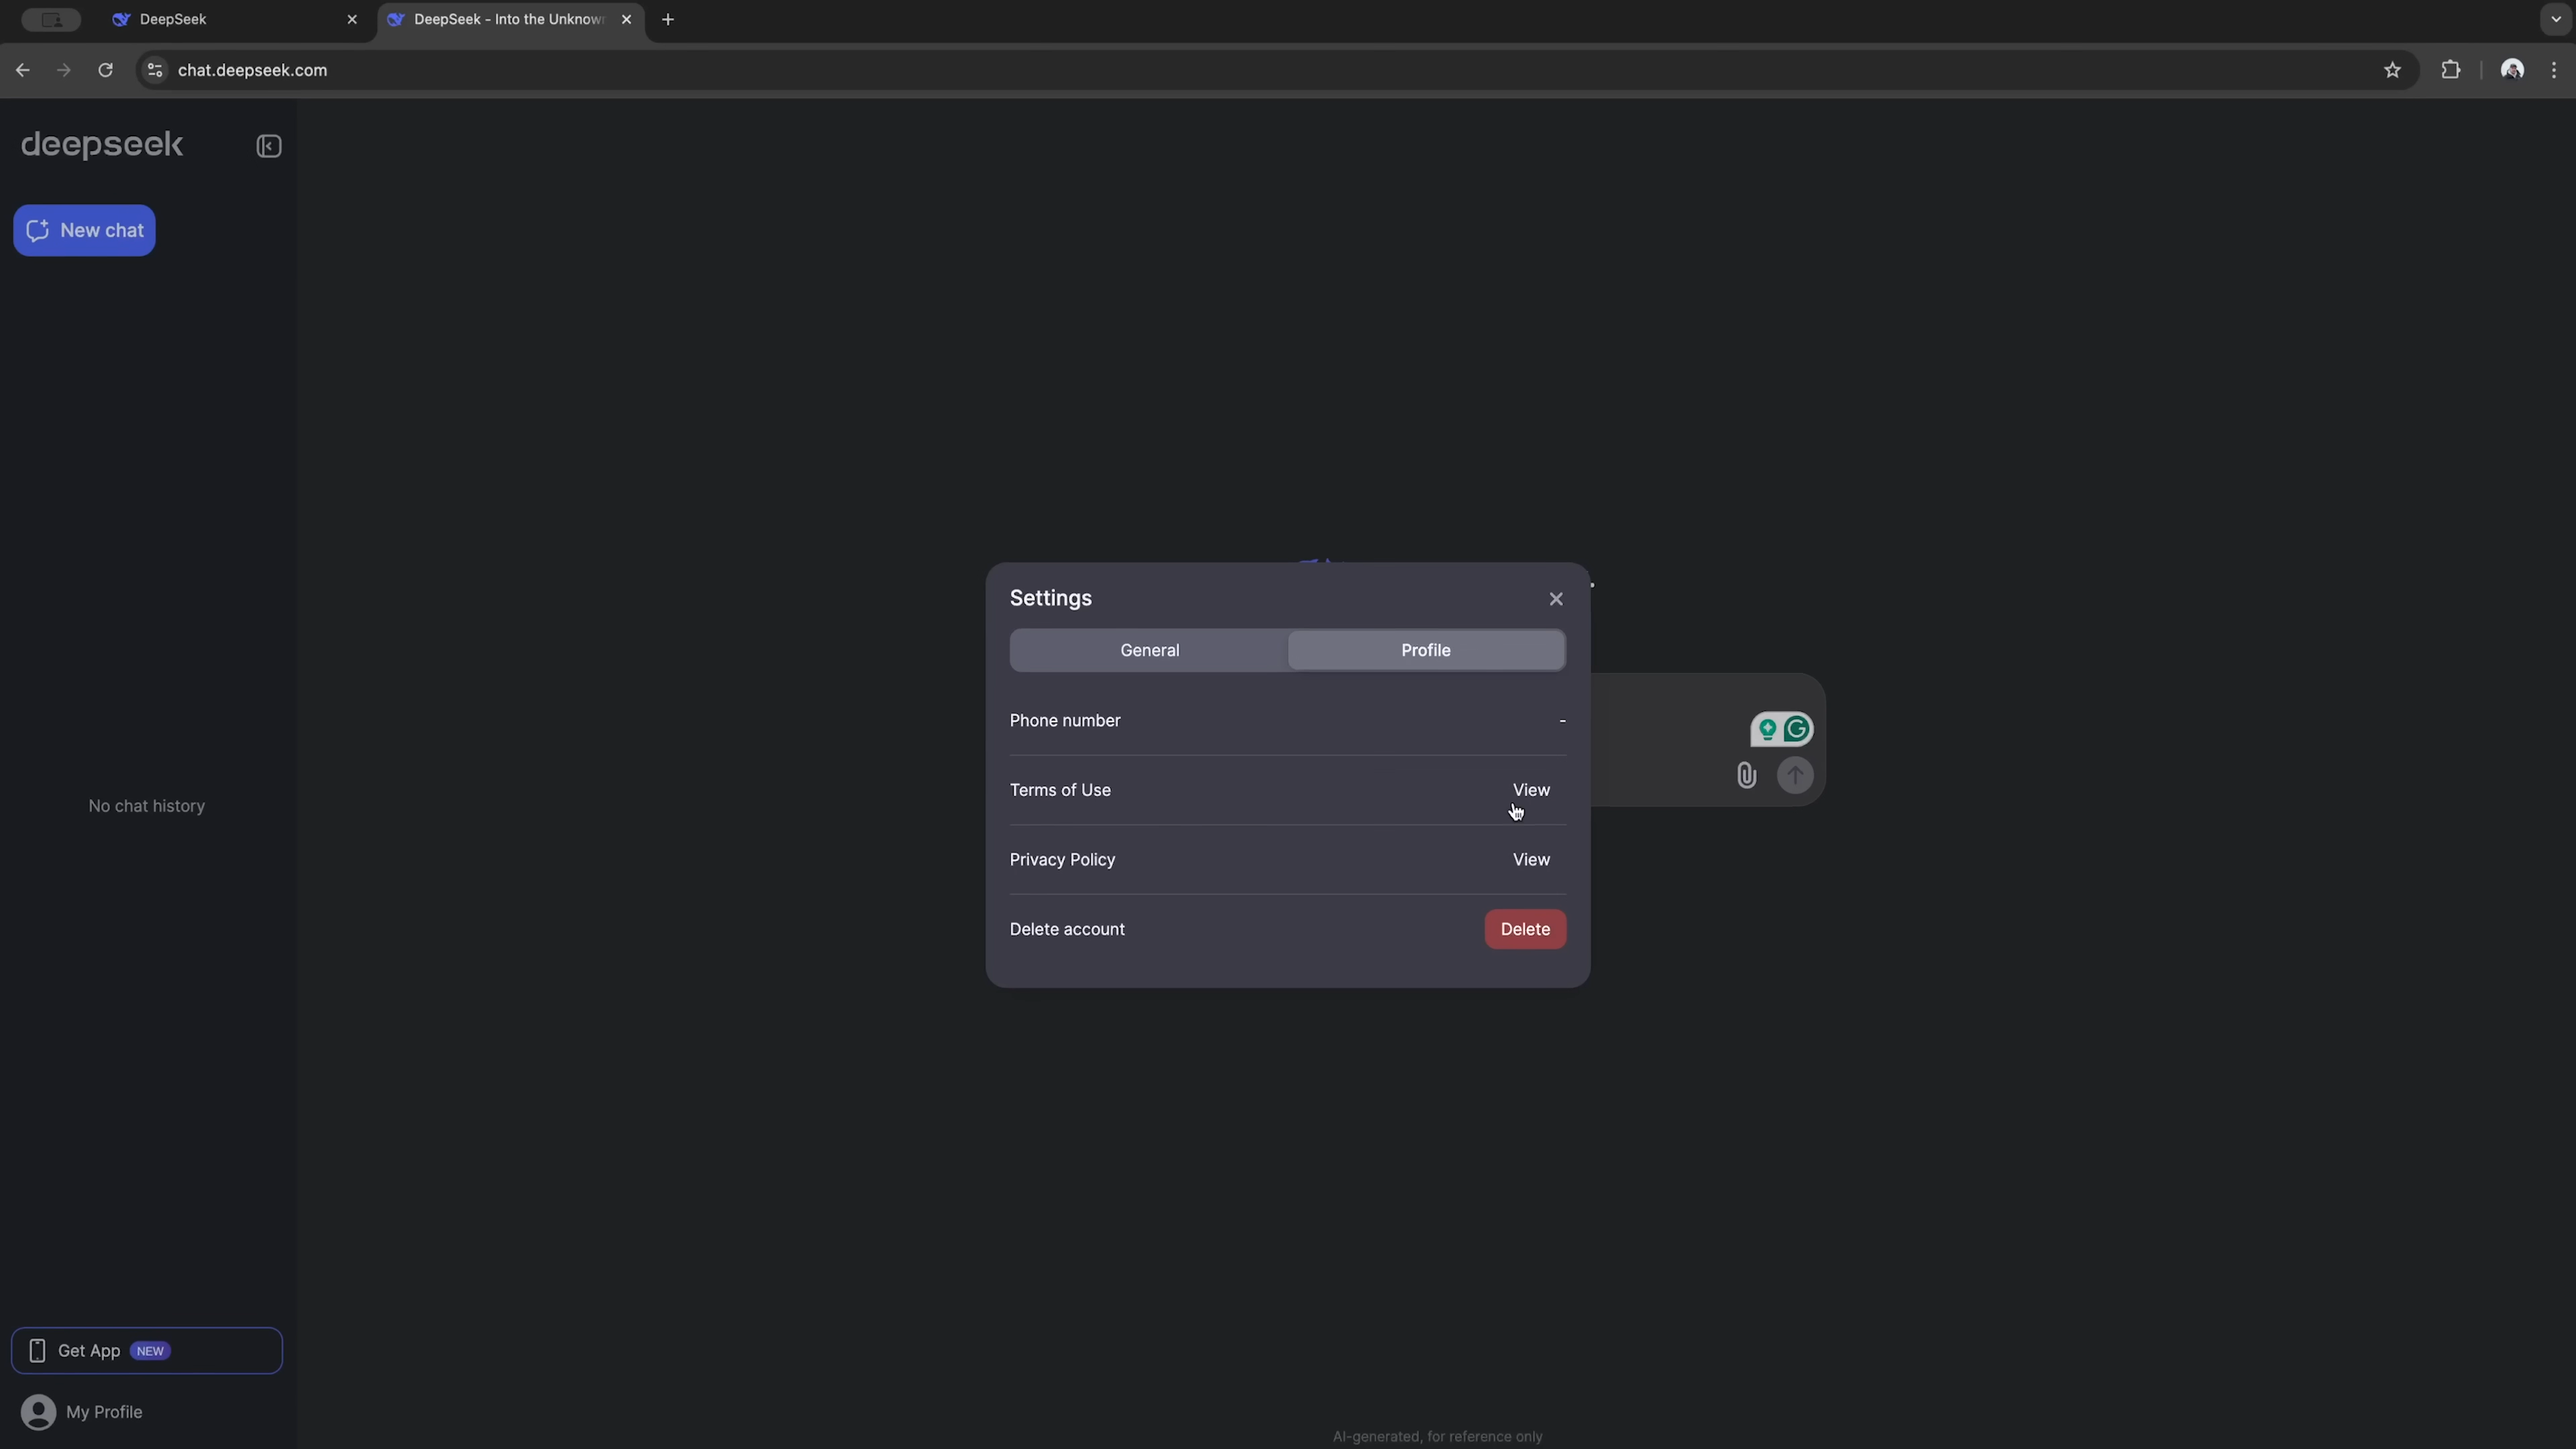 DeepSeek
DeepSeek - Into the Unknow
chat.deepseek.com
deepseek
New chat
No chat history
Get App NEW
My Profile
Settings
General Profile
Phone number -
Terms of Use View
Privacy Policy View
Delete account Delete
AI-generated, for reference only